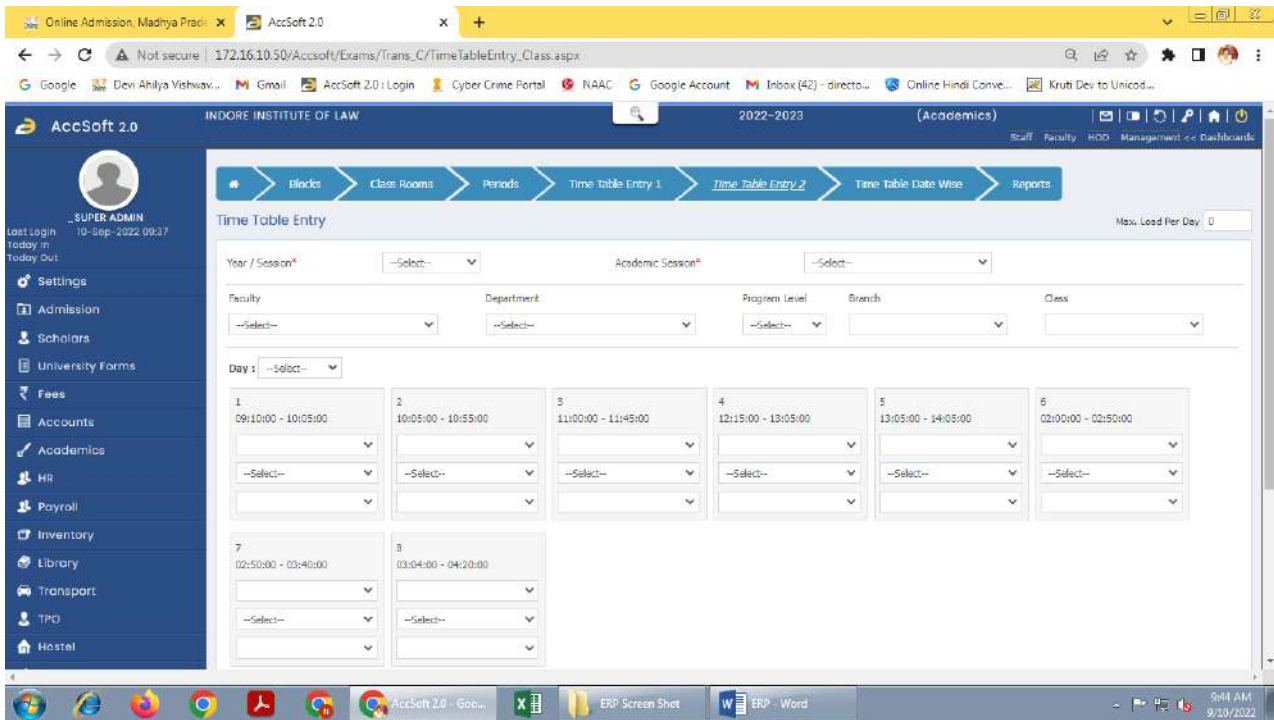 Online Admission, Madhya Prade
AccSoft 2.0
Not secure | 172.16.10.50/Accsoft/Exams/Trans_C/TimeTableEntry_Class.aspx
Google Devi Ahilya Vishwav... Gmail AccSoft 2.0 : Login Cyber Crime Portal NAAC Google Account Inbox (42) - directo... Online Hindi Conve... Kruti Dev to Unicod...
AccSoft 2.0
INDORE INSTITUTE OF LAW 2022-2023 (Academics)
Staff Faculty HOD Management << Dashboards
_SUPER ADMIN
Last Login 10-Sep-2022 09:37
Today In
Today Out
Settings
Admission
Scholars
University Forms
Fees
Accounts
Academics
HR
Payroll
Inventory
Library
Transport
TPO
Hostel
Blocks Class Rooms Periods Time Table Entry 1 Time Table Entry 2 Time Table Date Wise Reports
Time Table Entry Max. Load Per Day 0
Year / Session* --Select-- Academic Session* --Select--
Faculty Department Program Level Branch Class
--Select-- --Select-- --Select--
Day : --Select--
1 2 3 4 5 6
09:10:00 - 10:05:00 10:05:00 - 10:55:00 11:00:00 - 11:45:00 12:15:00 - 13:05:00 13:05:00 - 14:05:00 02:00:00 - 02:50:00
--Select-- --Select-- --Select-- --Select-- --Select-- --Select--
7 8
02:50:00 - 03:40:00 03:04:00 - 04:20:00
--Select-- --Select--
AccSoft 2.0 - Goo... ERP Screen Shot ERP - Word
9:44 AM
9/10/2022